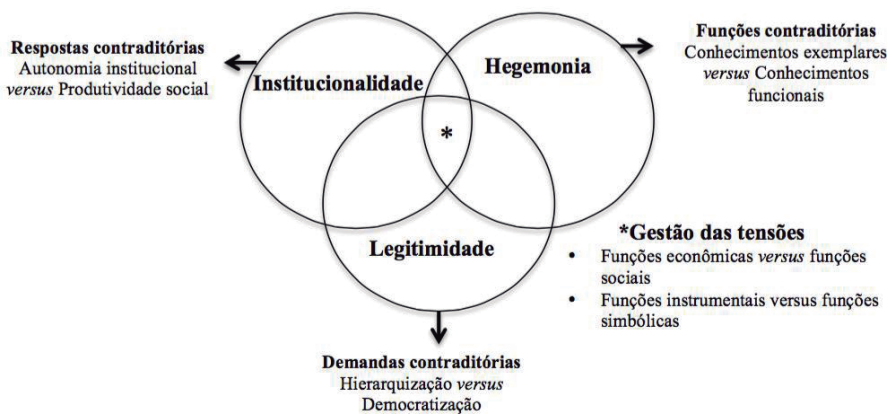 Respostas contraditórias
Autonomia institucional
versus Produtividade social
Institucionalidade
Hegemonia
Funções contraditórias
Conhecimentos exemplares
versus Conhecimentos
funcionais
*
Legitimidade
*Gestão das tensões
• Funções econômicas versus funções
sociais
• Funções instrumentais versus funções
simbólicas
Demandas contraditórias
Hierarquização versus
Democratização